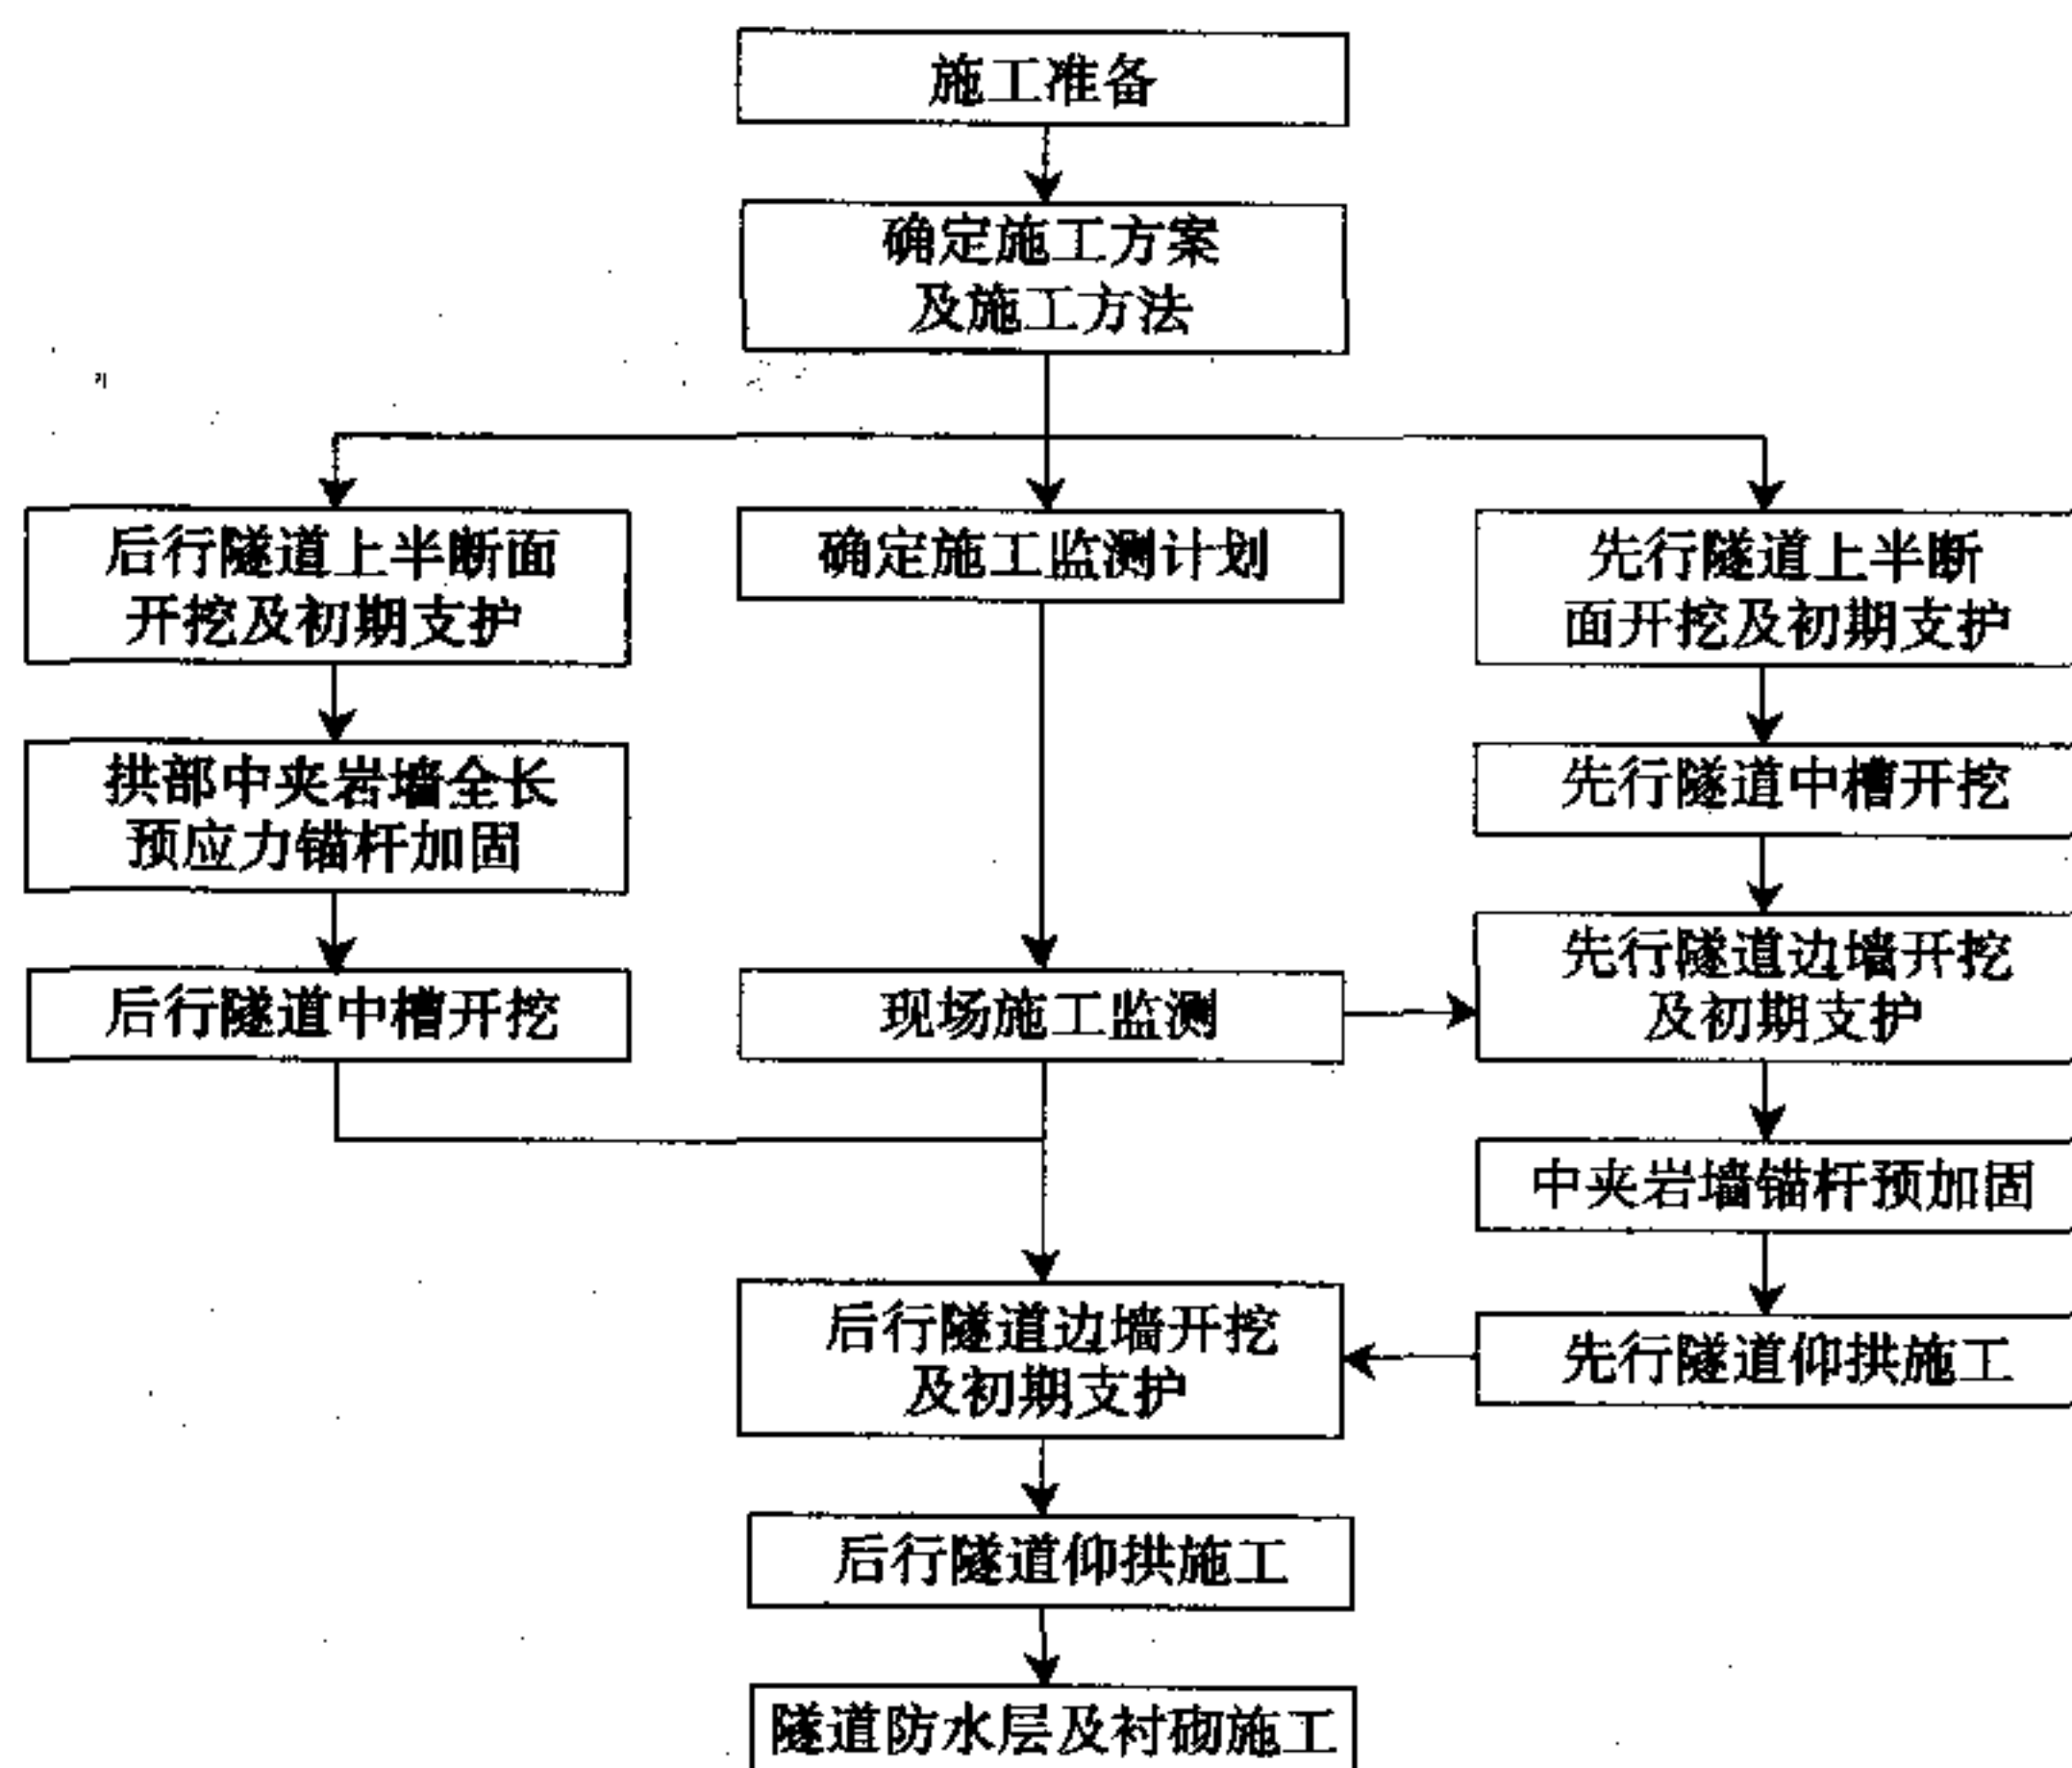 施工准备
确定施工方案
及施工方法
后行隧道上半断面
开挖及初期支护
确定施工监测计划
先行隧道上半断
面开挖及初期支护
拱部中夹岩墙全长
预应力锚杆加固
先行隧道中槽开挖
后行隧道中槽开挖
现场施工监测
先行隧道边墙开挖
及初期支护
中夹岩墙锚杆预加固
后行隧道边墙开挖
及初期支护
先行隧道仰拱施工
后行隧道仰拱施工
隧道防水层及衬砌施工